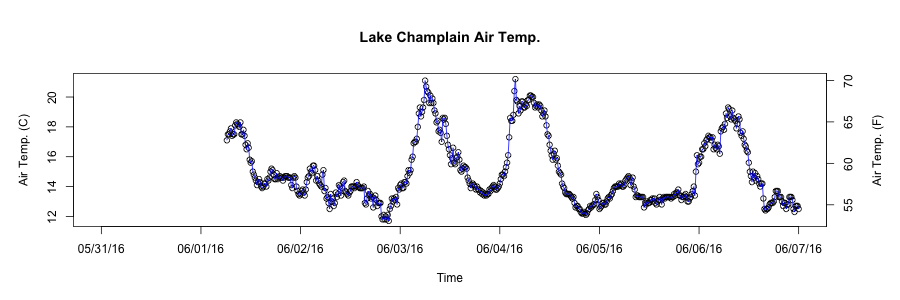 Lake Champlain Air Temp.
Air Temp. (C)
20
18
16
14
12
70
65
60
55
Air Temp. (F)
05/31/16 06/01/16 06/02/16 06/03/16 06/04/16 06/05/16 06/06/16 06/07/16
Time